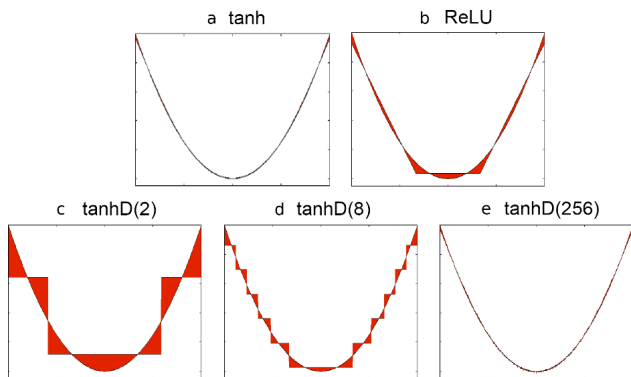 a tanh
b ReLU
c tanhD(2)
d tanhD(8)
e tanhD(256)